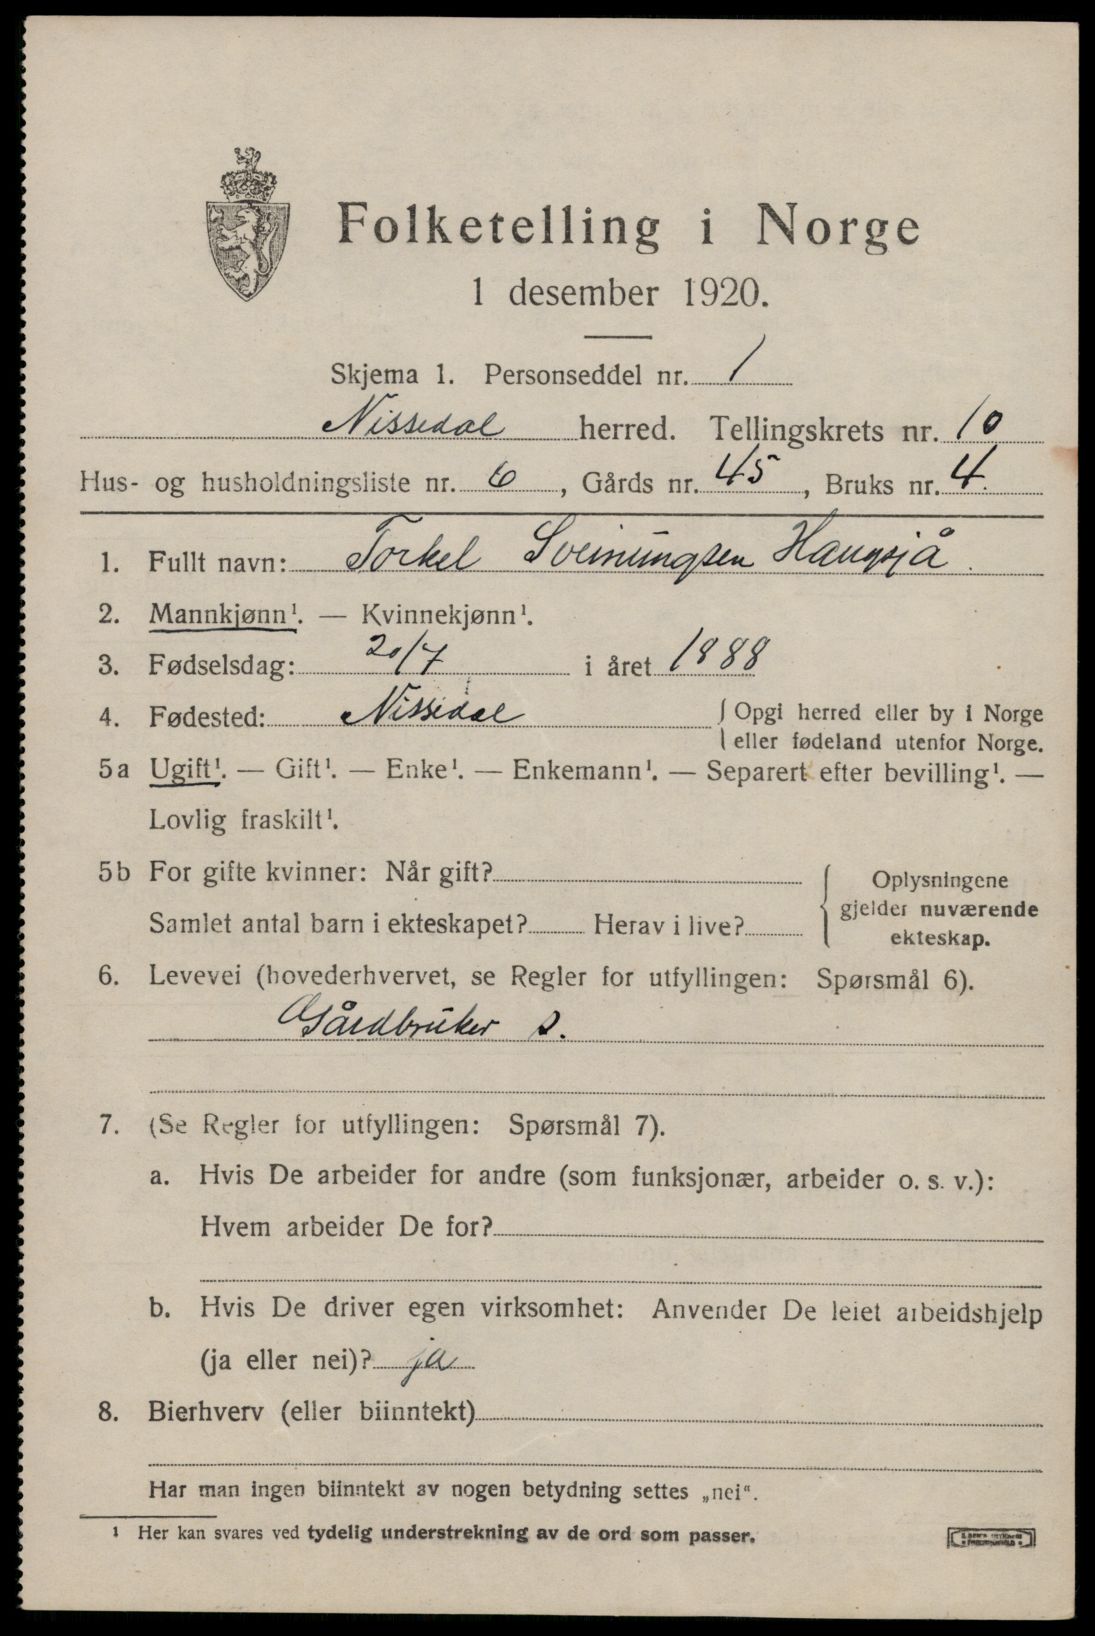 Folketelling i Norge
1 desember 1920.
Skjema 1. Personseddel nr. 1
Nissedal herred. Tellingskrets nr. 10
Hus- og husholdningsliste nr. 6, Gårds nr. 45, Bruks nr. 4.
1. Fullt navn: Torkel Sveinungsen Haugsjå.
2. Mannkjønn¹. — Kvinnekjønn¹.
3. Fødselsdag: 20/7 i året 1888
4. Fødested: Nissedal { Opgi herred eller by i Norge
eller fødeland utenfor Norge.
5a Ugift¹. — Gift¹. — Enke¹. — Enkemann¹. — Separert efter bevilling¹. —
Lovlig fraskilt¹.
5b For gifte kvinner: Når gift?
Samlet antal barn i ekteskapet? Herav i live?
{ Oplysningene
gjelder nuværende
ekteskap.
6. Levevei (hovederhvervet, se Regler for utfyllingen: Spørsmål 6).
Gårdbruker s.
7. (Se Regler for utfyllingen: Spørsmål 7).
a. Hvis De arbeider for andre (som funksjonær, arbeider o. s. v.):
Hvem arbeider De for?
b. Hvis De driver egen virksomhet: Anvender De leiet arbeidshjelp
(ja eller nei)? ja
8. Bierhverv (eller biinntekt)
Har man ingen biinntekt av nogen betydning settes „nei“.
¹ Her kan svares ved tydelig understrekning av de ord som passer.